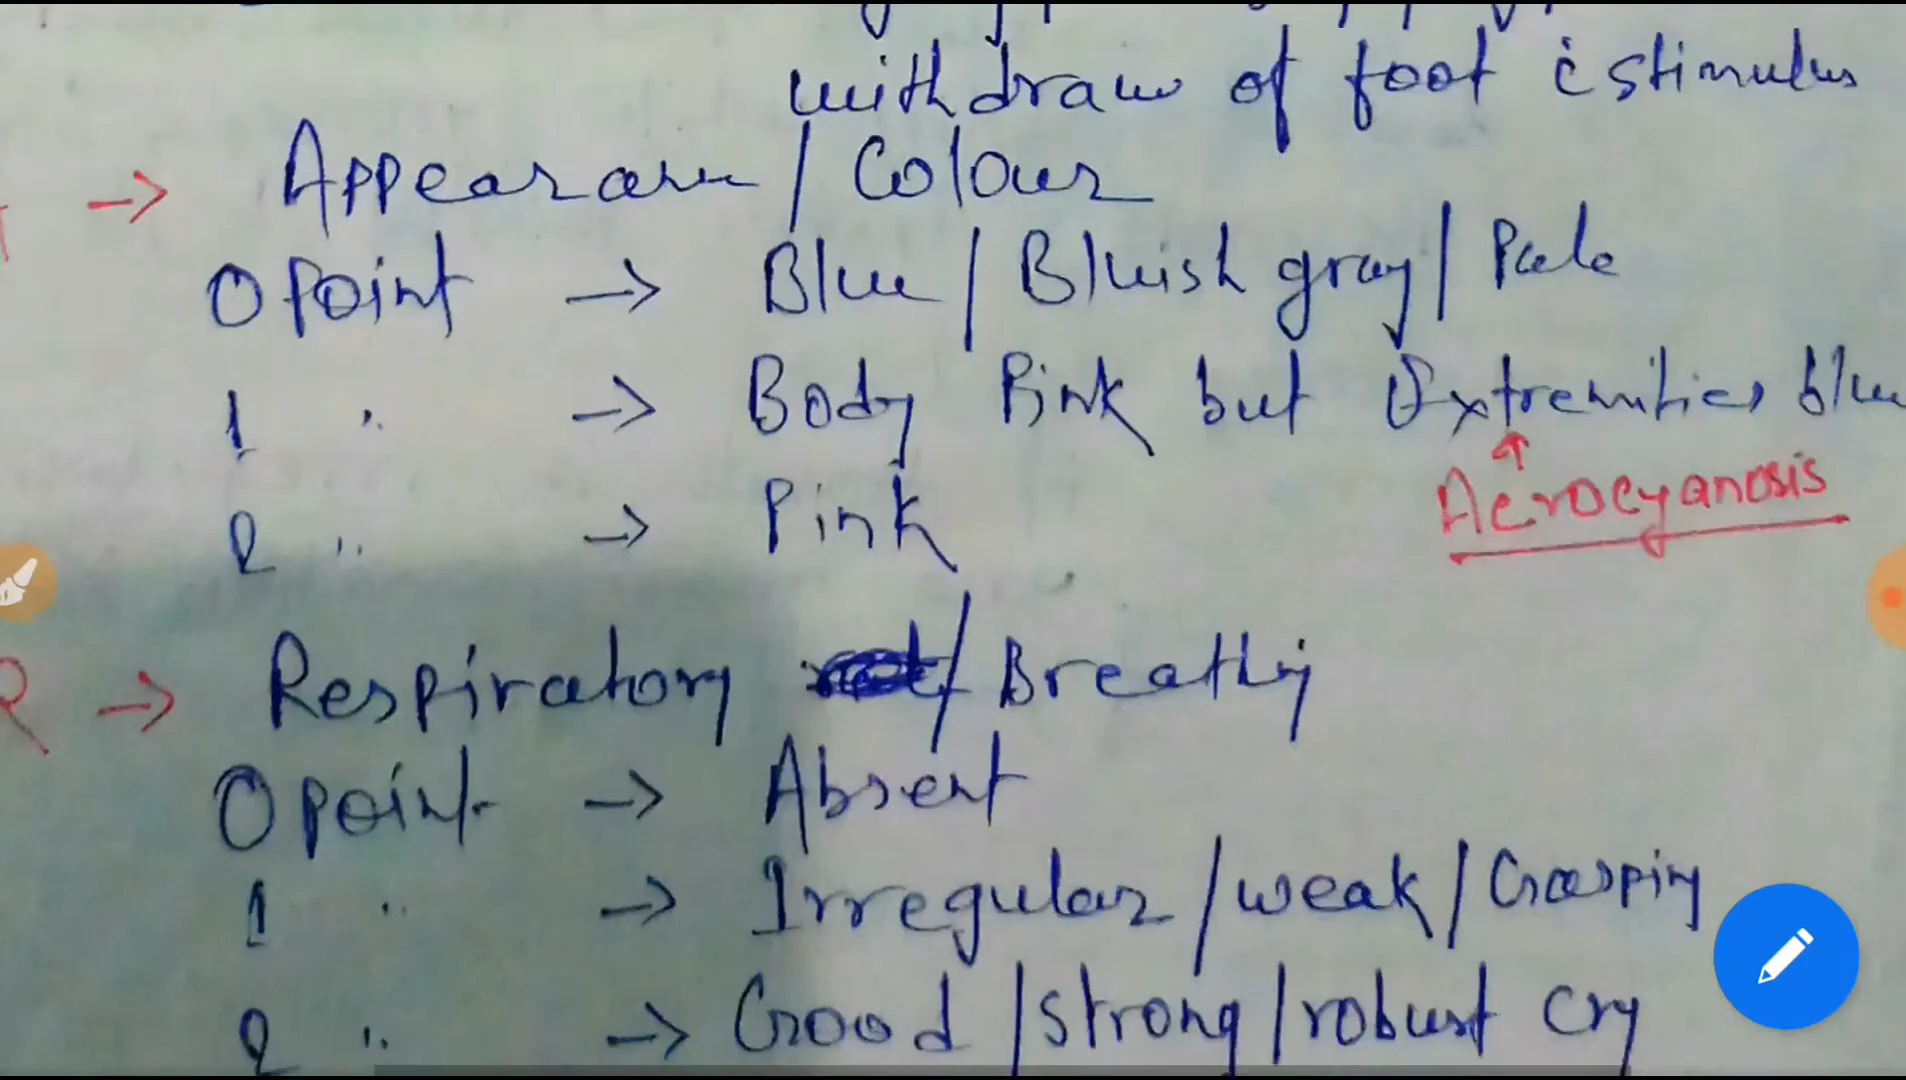 withdraw of foot c̄ stimulus
→ Appearance / Colour
0 Point → Blue / Bluish gray / Pale
1 " → Body Pink but Extremities blue
↑
Acrocyanosis
2 " → Pink
R → Respiratory / Breathing
0 point → Absent
1 " → Irregular / weak / Gasping
2 " → Good / strong / robust cry